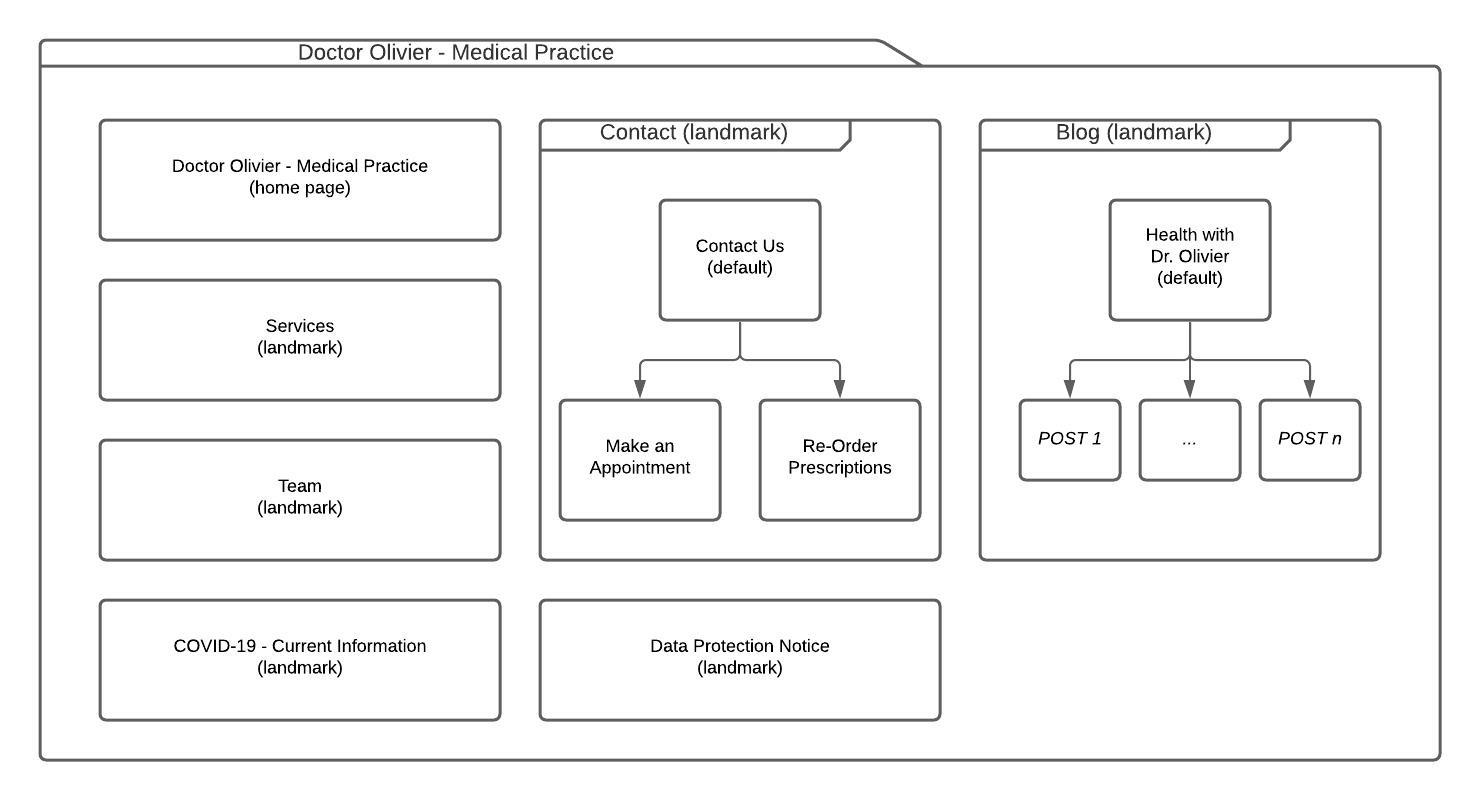 Doctor Olivier - Medical Practice
Doctor Olivier - Medical Practice
(home page)
Services
(landmark)
Team
(landmark)
COVID-19 - Current Information
(landmark)
Contact (landmark)
Contact Us
(default)
Make an
Appointment
Re-Order
Prescriptions
Data Protection Notice
(landmark)
Blog (landmark)
Health with
Dr. Olivier
(default)
POST 1
...
POST n